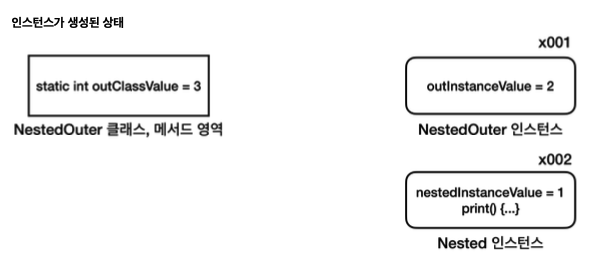 인스턴스가 생성된 상태
x001
static int outClassValue = 3
outInstanceValue = 2
NestedOuter 클래스, 메서드 영역
NestedOuter 인스턴스
x002
nestedInstanceValue = 1
print() {...}
Nested 인스턴스